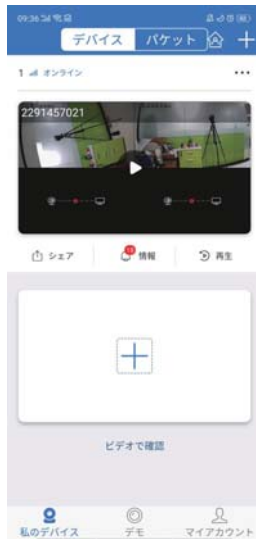 09:36
デバイス パケット
1 オンライン
2291457021
シェア 情報 再生
ビデオで確認
私のデバイス デモ マイアカウント